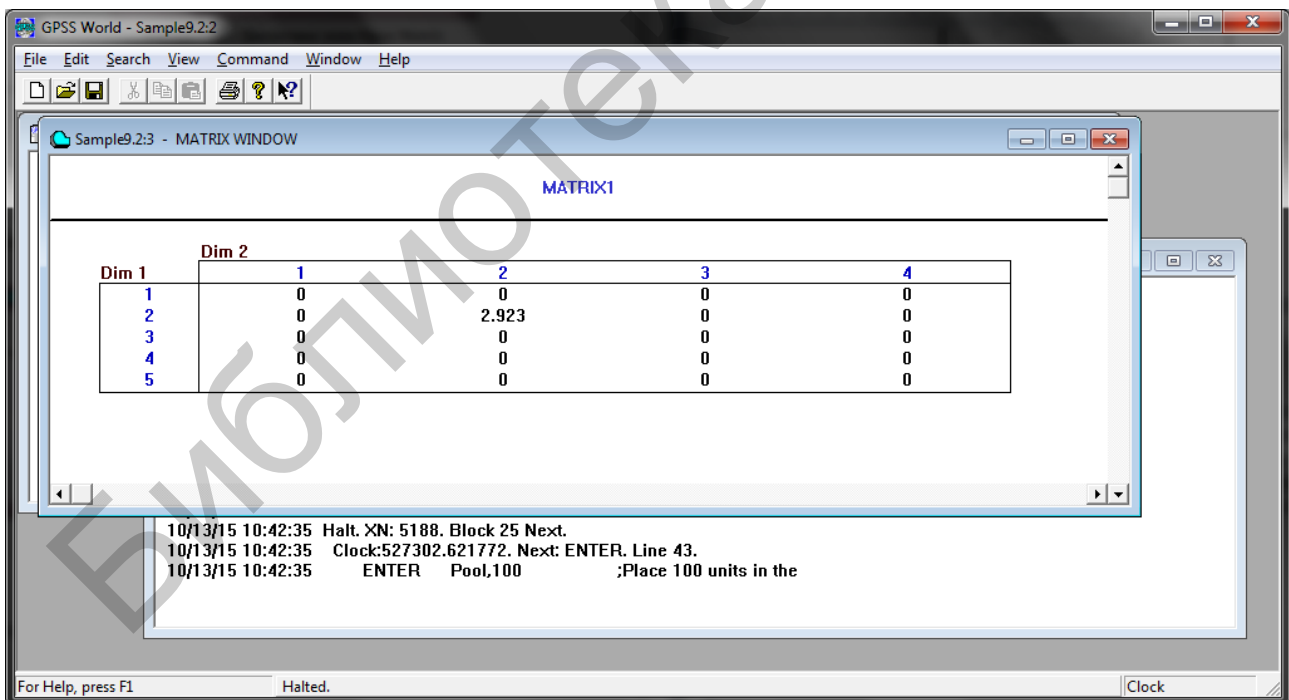 GPSS World - Sample9.2:2
File Edit Search View Command Window Help
Sample9.2:3 - MATRIX WINDOW
MATRIX1
Dim 2
Dim 1 1 2 3 4
1 0 0 0 0
2 0 2.923 0 0
3 0 0 0 0
4 0 0 0 0
5 0 0 0 0
10/13/15 10:42:35 Halt. XN: 5188. Block 25 Next.
10/13/15 10:42:35 Clock:527302.621772. Next: ENTER. Line 43.
10/13/15 10:42:35 ENTER Pool,100 ;Place 100 units in the
For Help, press F1 Halted. Clock
Библиотека